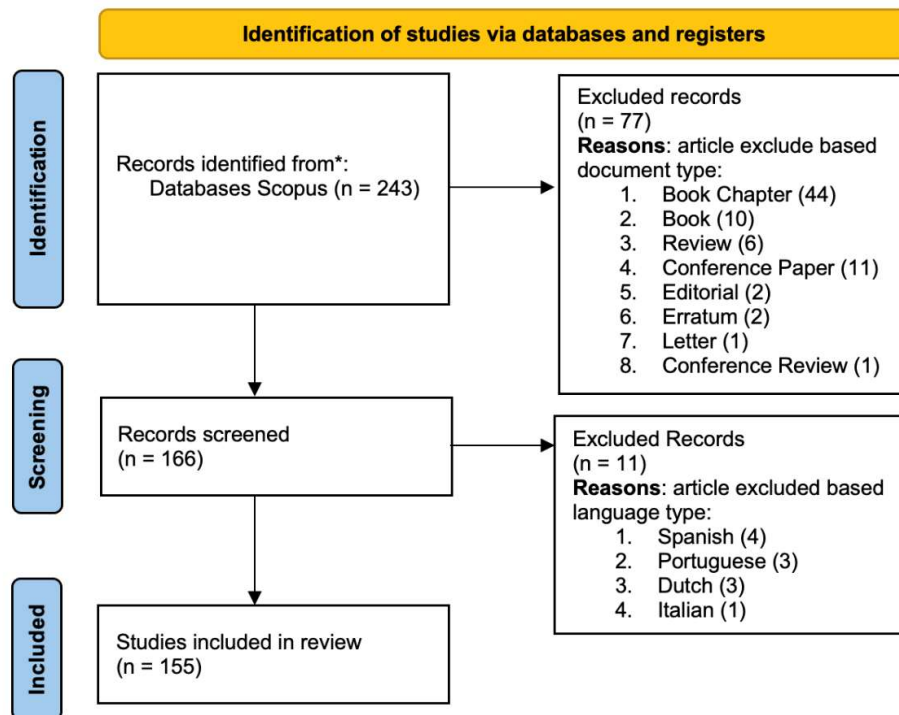 Identification of studies via databases and registers
Identification
Records identified from*:
Databases Scopus (n = 243)
Excluded records
(n = 77)
Reasons: article exclude based
document type:
1. Book Chapter (44)
2. Book (10)
3. Review (6)
4. Conference Paper (11)
5. Editorial (2)
6. Erratum (2)
7. Letter (1)
8. Conference Review (1)
Screening
Records screened
(n = 166)
Excluded Records
(n = 11)
Reasons: article excluded based
language type:
1. Spanish (4)
2. Portuguese (3)
3. Dutch (3)
4. Italian (1)
Included
Studies included in review
(n = 155)